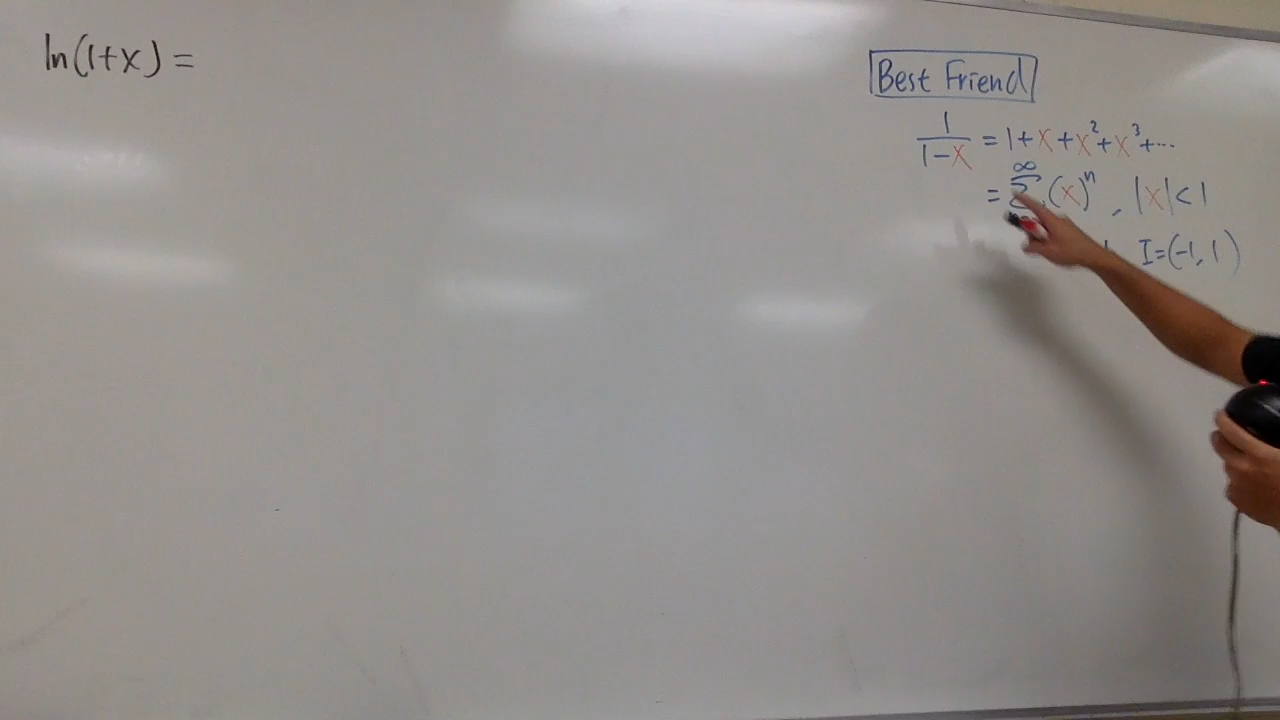 ln(1+x) =
Best Friend
1/(1-x) = 1+x+x²+x³+...
= ∞ Σ (x)ⁿ , |x|<1
I=(-1, 1)